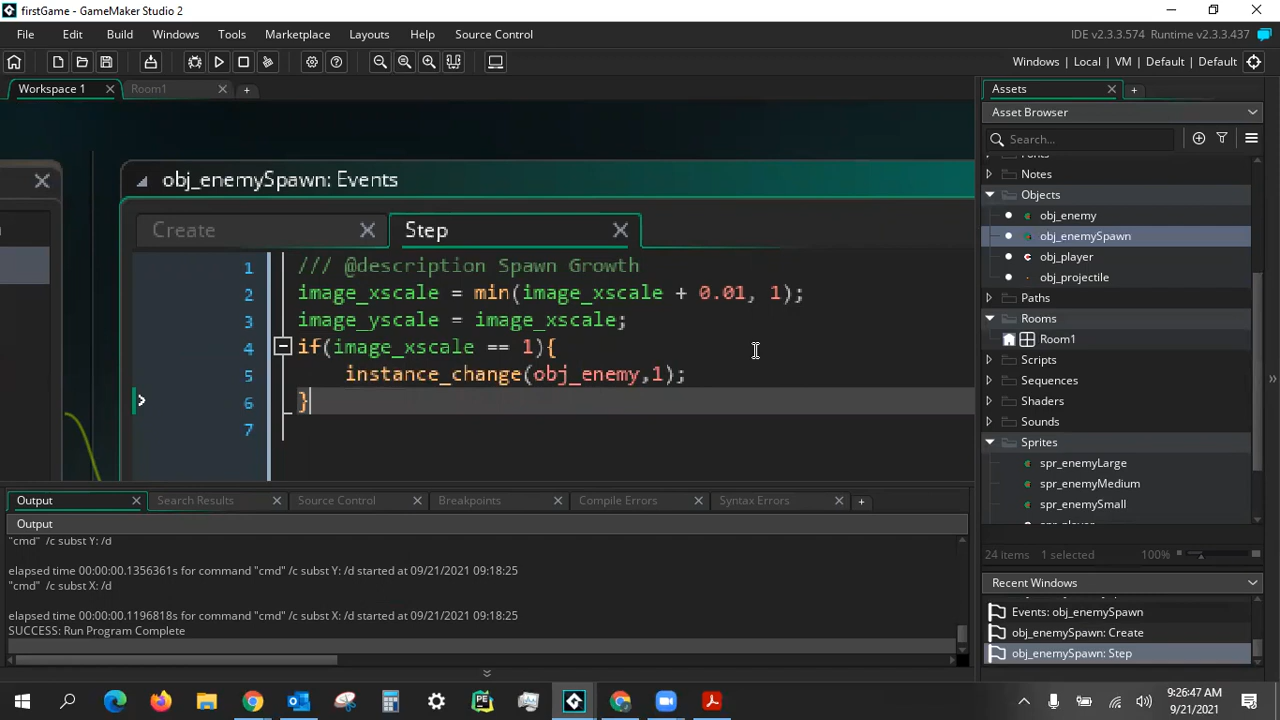 firstGame - GameMaker Studio 2
File Edit Build Windows Tools Help Marketplace Layouts Source Control
IDE v2.3.3.574 Runtime v2.3.3.437
Windows | Local | VM | Default | Default
Workspace 1
Room1
Assets
Asset Browser
Search...
obj_enemySpawn: Events
Create
Step
1 /// @description Spawn Growth
2 image_xscale = min(image_xscale + 0.01, 1);
3 image_yscale = image_xscale;
4 if(image_xscale == 1){
5 instance_change(obj_enemy,1);
6 }
7
Notes
Objects
obj_enemy
obj_enemySpawn
obj_player
obj_projectile
Paths
Rooms
Room1
Scripts
Sequences
Shaders
Sounds
Sprites
spr_enemyLarge
spr_enemyMedium
spr_enemySmall
24 items 1 selected 100%
Recent Windows
Events: obj_enemySpawn
obj_enemySpawn: Create
obj_enemySpawn: Step
Output Search Results Source Control Breakpoints Compile Errors Syntax Errors
Output
"cmd" /c subst Y: /d
elapsed time 00:00:00.1356361s for command "cmd" /c subst Y: /d started at 09/21/2021 09:18:25
"cmd" /c subst X: /d
elapsed time 00:00:00.1196818s for command "cmd" /c subst X: /d started at 09/21/2021 09:18:25
SUCCESS: Run Program Complete
9:26:47 AM
9/21/2021